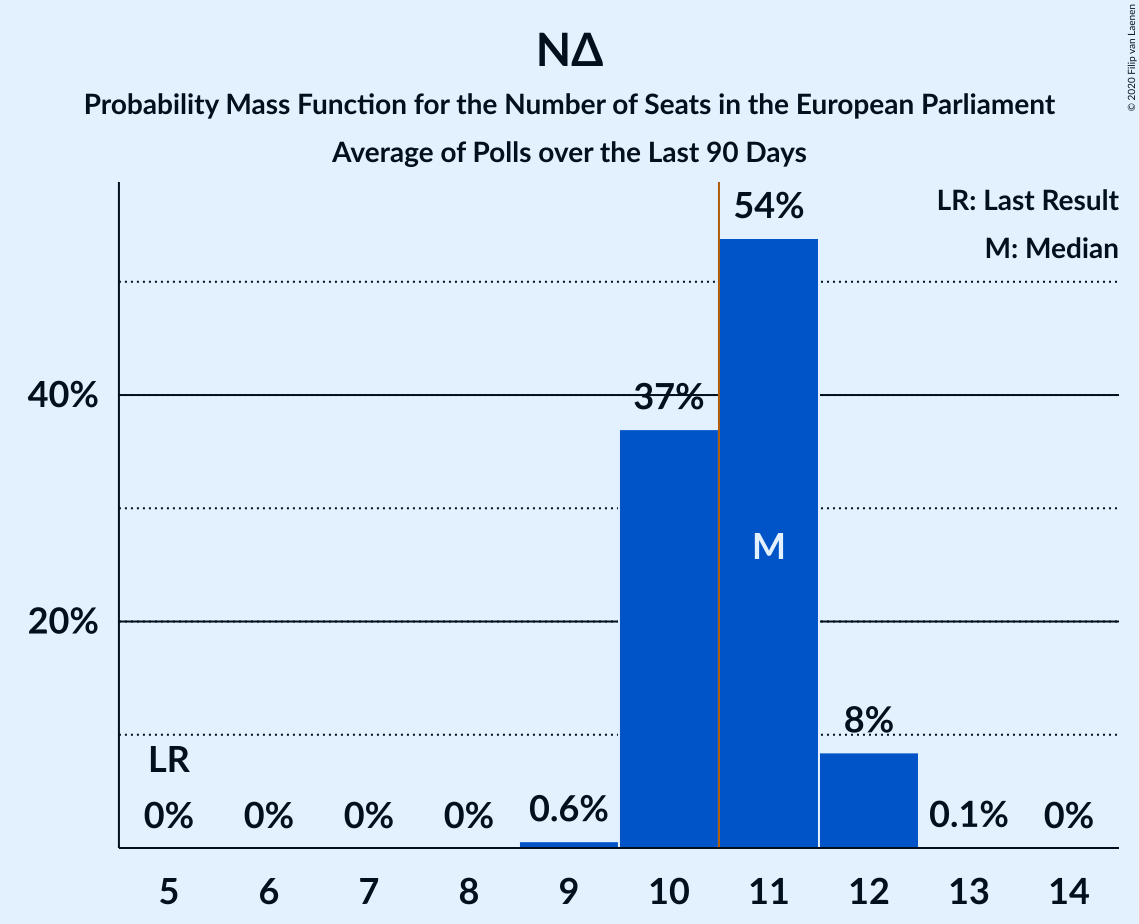 © 2020 Filip van Laenen
ΝΔ
Probability Mass Function for the Number of Seats in the European Parliament
Average of Polls over the Last 90 Days
LR: Last Result
M: Median
54%
40%
37%
M
20%
LR
0%
0%
0%
0%
0.6%
8%
0.1%
0%
5
6
7
8
9
10
11
12
13
14